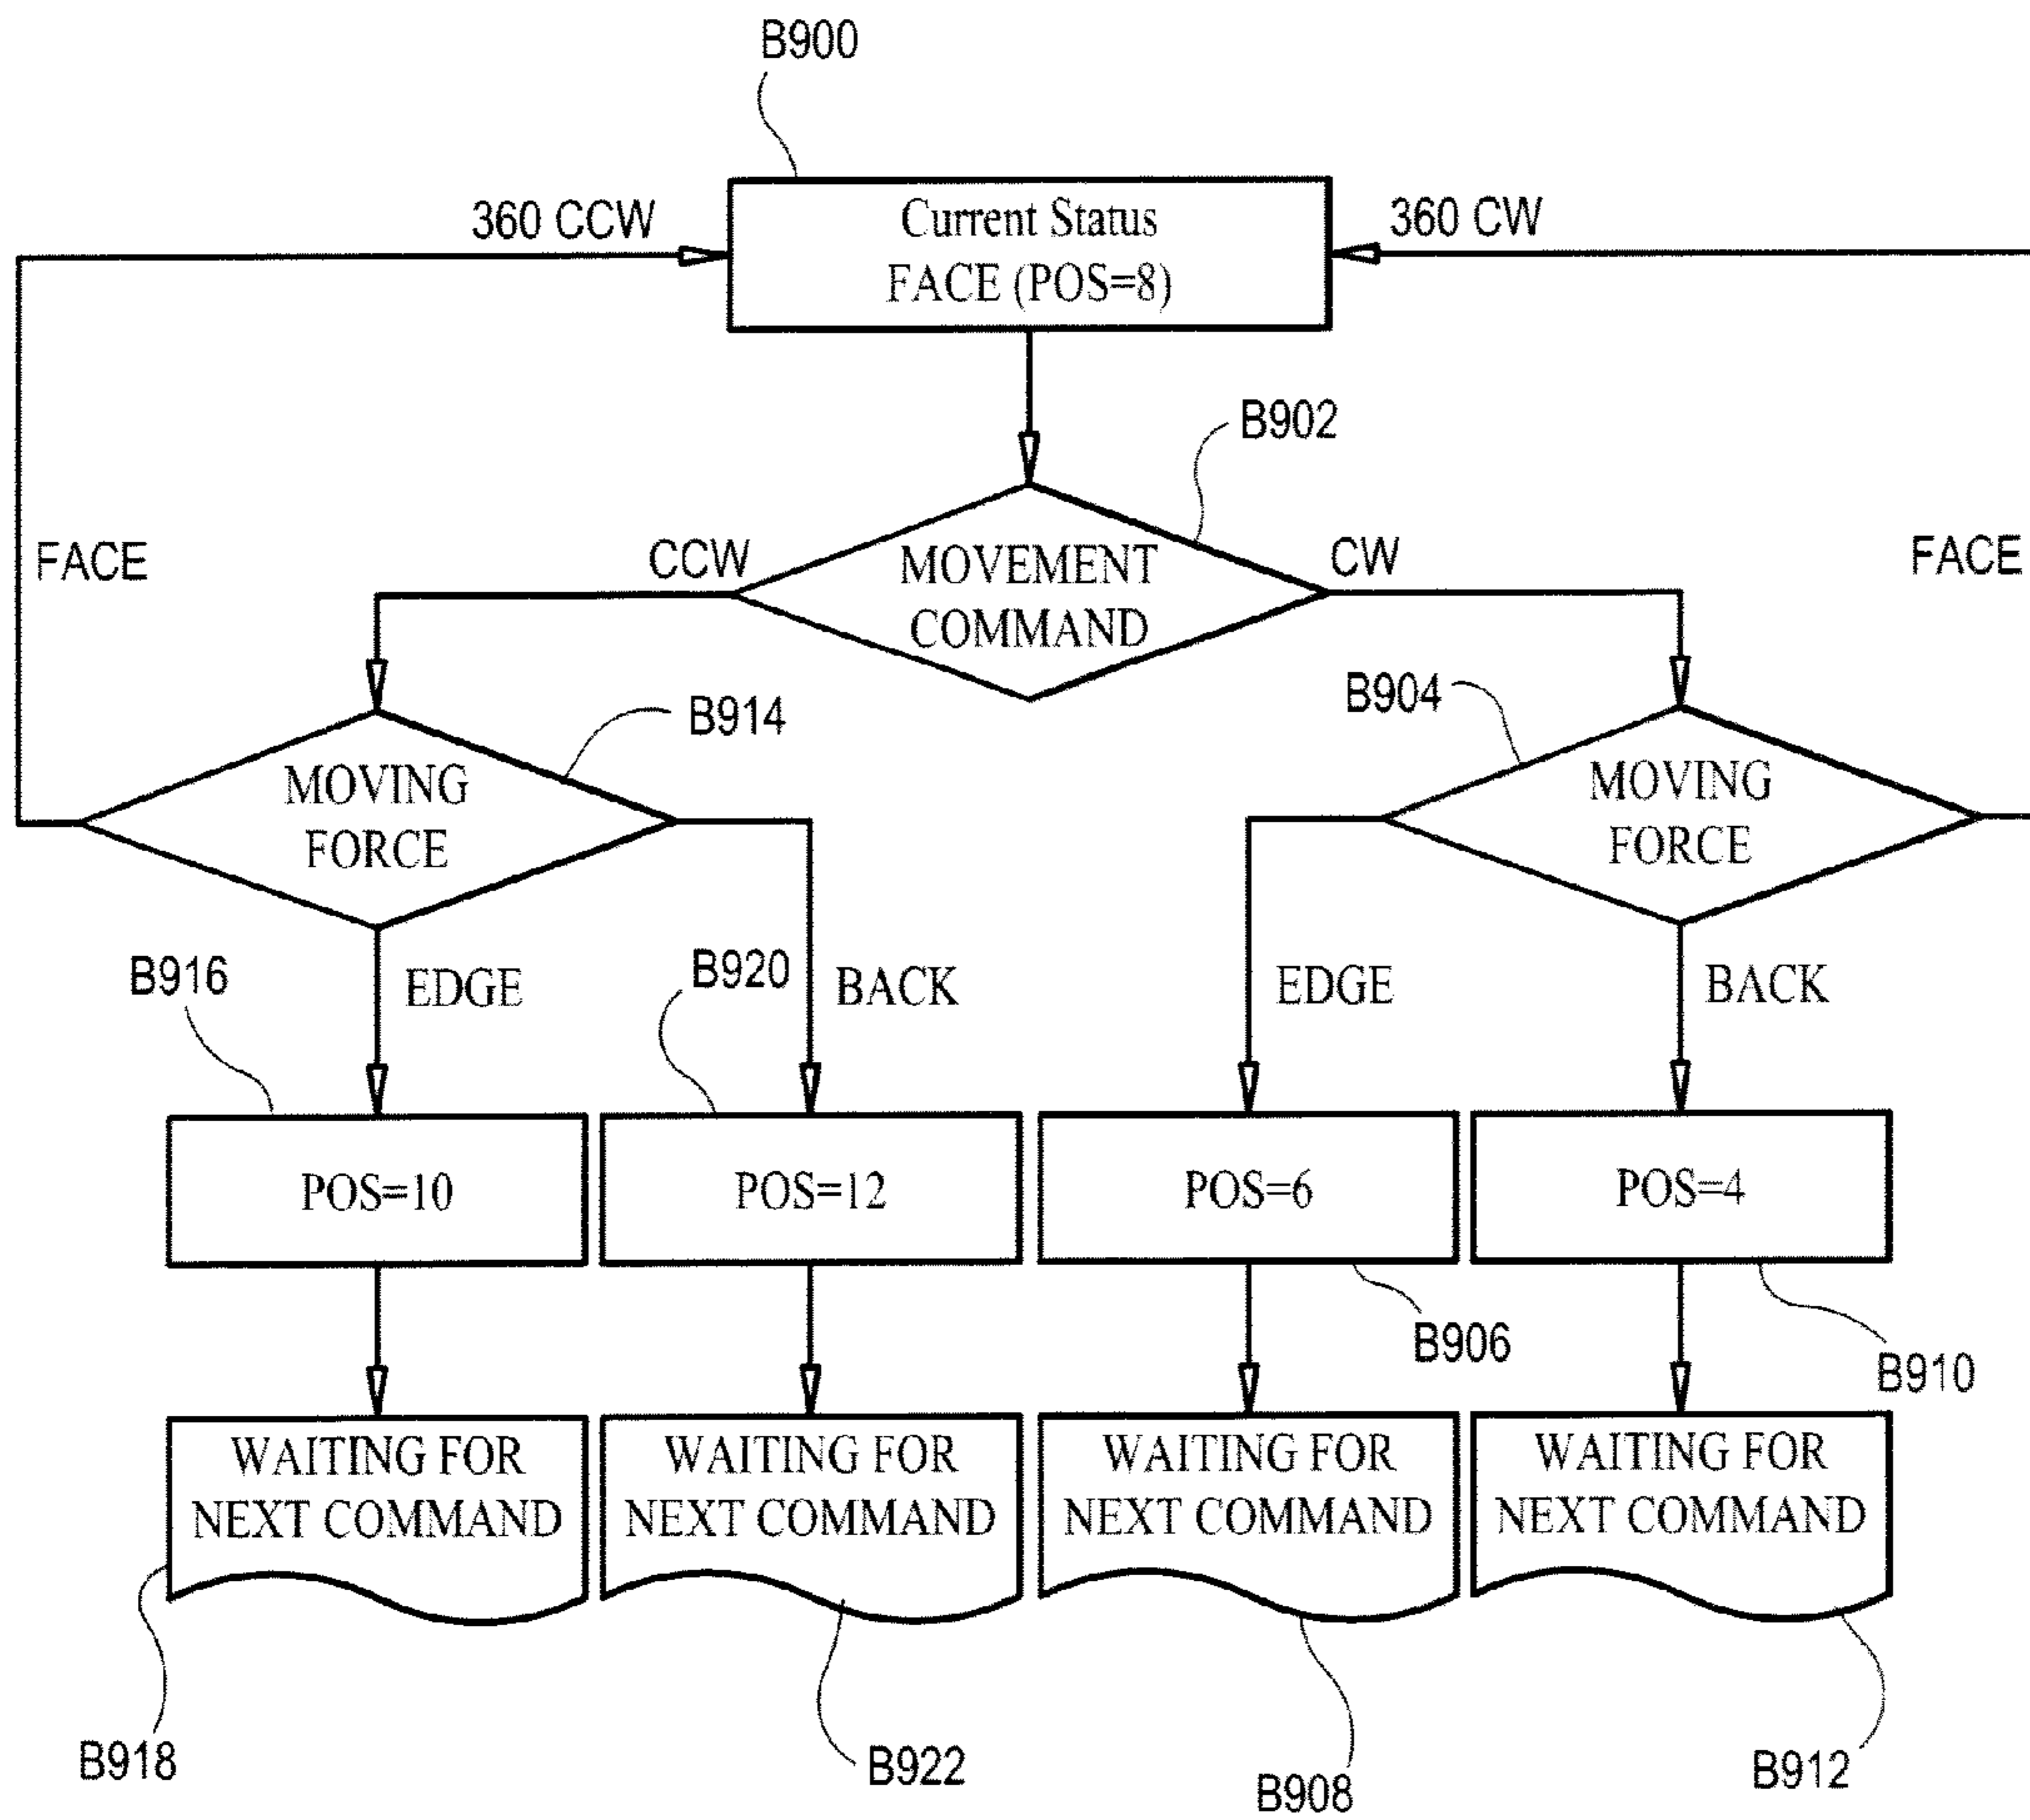 B900
360 CCW
Current Status
FACE (POS=8)
360 CW
B902
FACE
CCW
MOVEMENT
COMMAND
CW
FACE
B914
B904
MOVING
FORCE
MOVING
FORCE
B916
EDGE
B920
BACK
EDGE
BACK
POS=10
POS=12
POS=6
POS=4
B906
B910
WAITING FOR
NEXT COMMAND
WAITING FOR
NEXT COMMAND
WAITING FOR
NEXT COMMAND
WAITING FOR
NEXT COMMAND
B918
B922
B908
B912